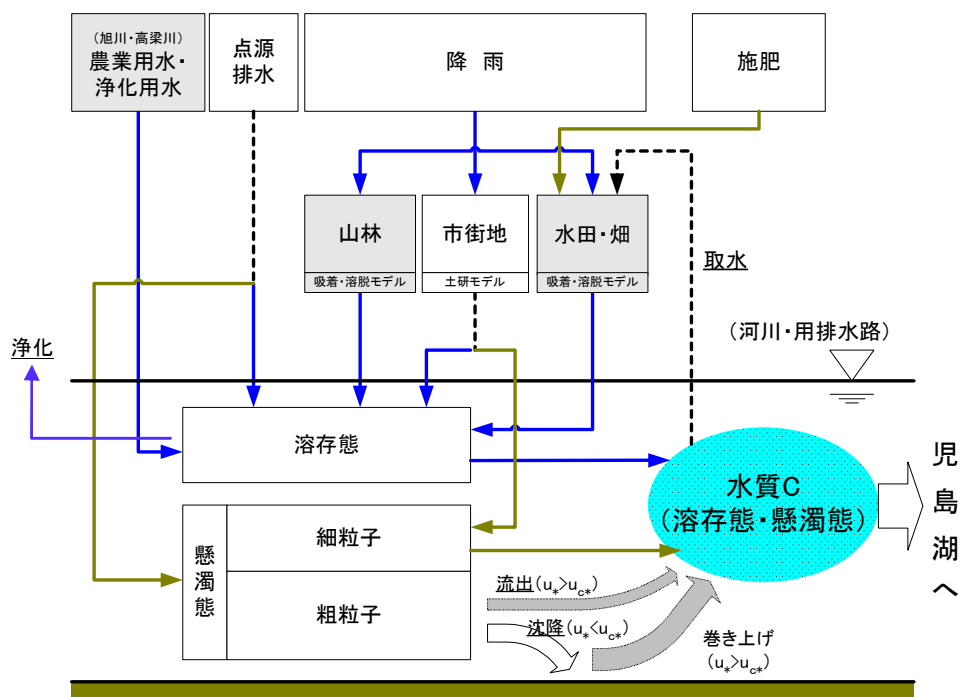 （旭川・高梁川）
農業用水・
浄化用水
点源
排水
降 雨
施肥
山林
吸着・溶脱モデル
市街地
土研モデル
水田・畑
吸着・溶脱モデル
取水
（河川・用排水路）
浄化
溶存態
水質C
（溶存態・懸濁態）
児島湖へ
懸濁態
細粒子
粗粒子
流出(u*>uc*)
沈降(u*<uc*)
巻き上げ
(u*>uc*)